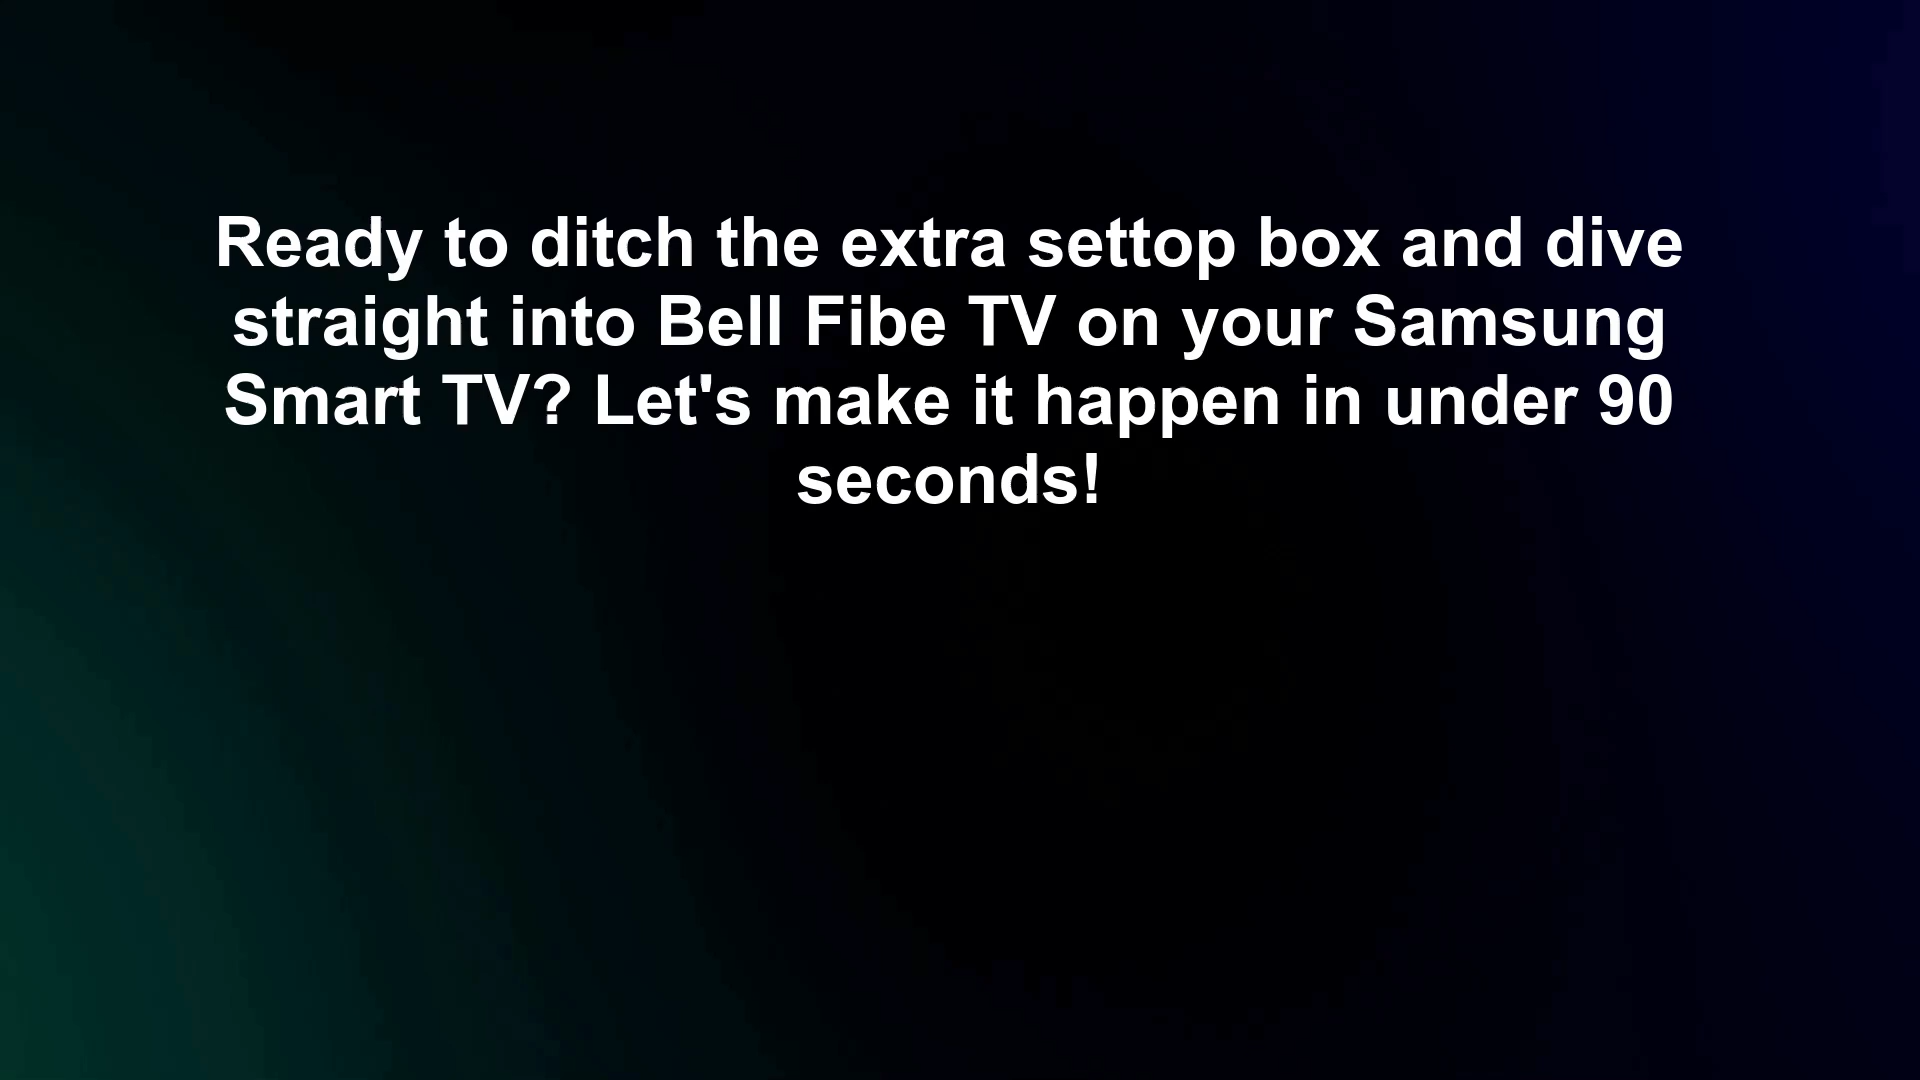 Ready to ditch the extra settop box and dive
straight into Bell Fibe TV on your Samsung
Smart TV? Let's make it happen in under 90
seconds!